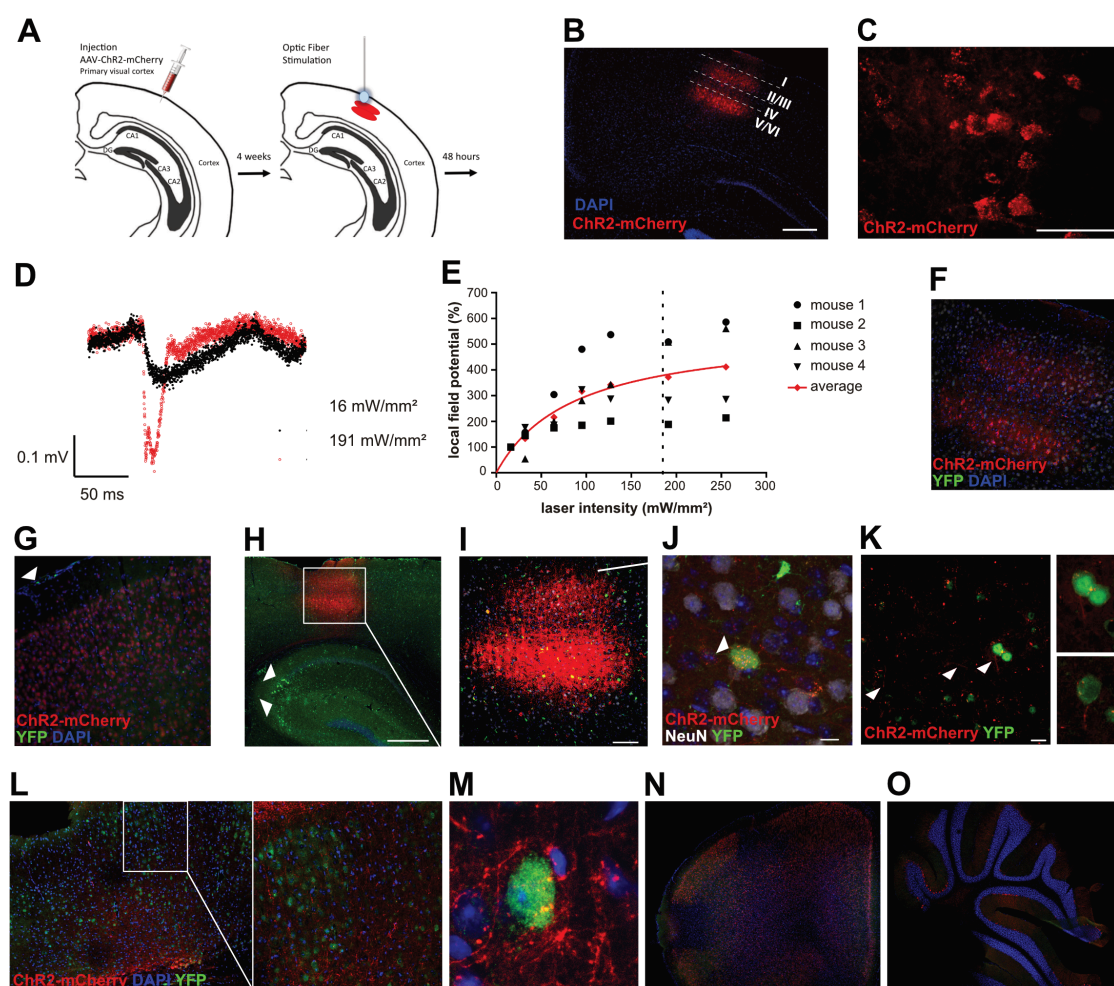 A
Injection
AAV-ChR2-mCherry
Primary visual cortex
CA1
DG
CA3
CA2
Cortex
4 weeks
Optic Fiber
Stimulation
CA1
DG
CA3
CA2
Cortex
48 hours
B
I
II/III
IV
V/VI
DAPI
ChR2-mCherry
C
ChR2-mCherry
D
16 mW/mm²
191 mW/mm²
0.1 mV
50 ms
E
local field potential (%)
700
600
500
400
300
200
100
0
0 50 100 150 200 250 300
laser intensity (mW/mm²)
mouse 1
mouse 2
mouse 3
mouse 4
average
F
ChR2-mCherry
YFP DAPI
G
ChR2-mCherry
YFP DAPI
H
I
J
ChR2-mCherry
NeuN YFP
K
ChR2-mCherry YFP
L
ChR2-mCherry DAPI YFP
M
N
O